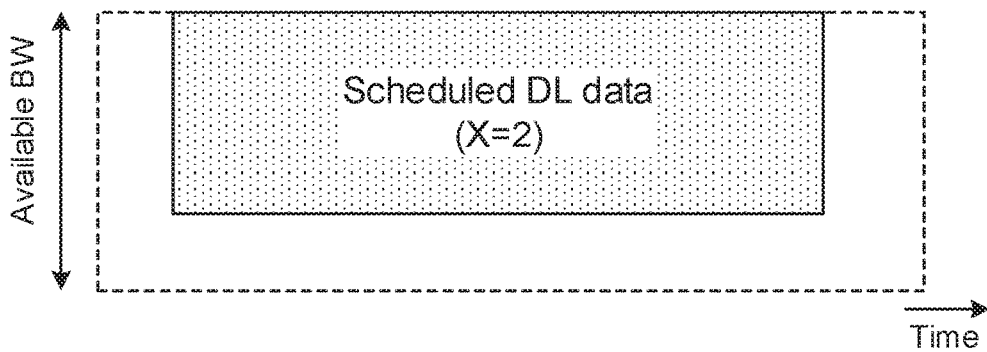 Available BW
Scheduled DL data
(X=2)
Time